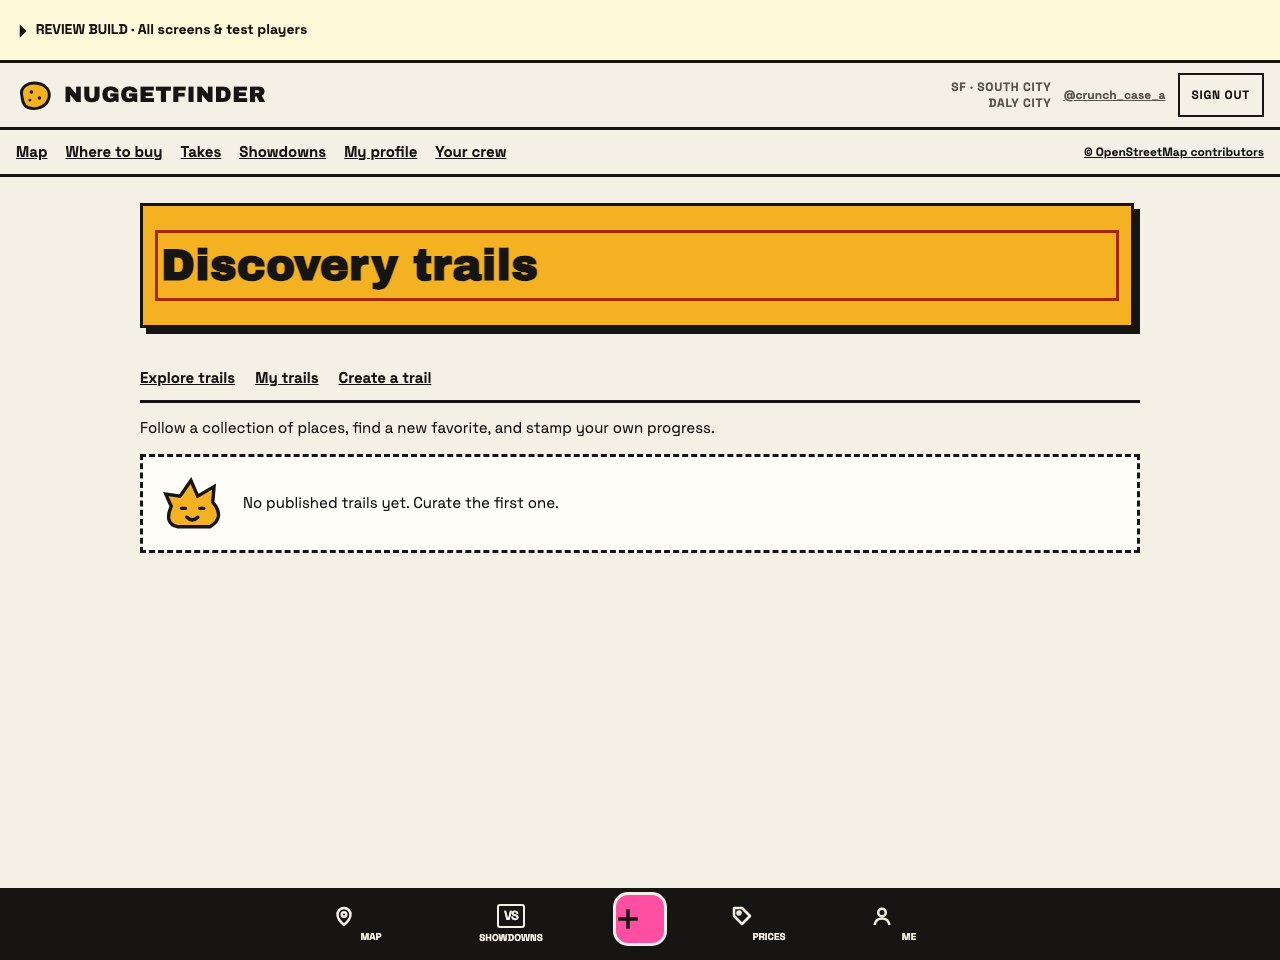 REVIEW BUILD · All screens & test players
NUGGETFINDER
SF · SOUTH CITY
DALY CITY
@crunch_case_a
SIGN OUT
Map Where to buy Takes Showdowns My profile Your crew
© OpenStreetMap contributors
Discovery trails
Explore trails My trails Create a trail
Follow a collection of places, find a new favorite, and stamp your own progress.
No published trails yet. Curate the first one.
MAP
VS
SHOWDOWNS
+
PRICES
ME